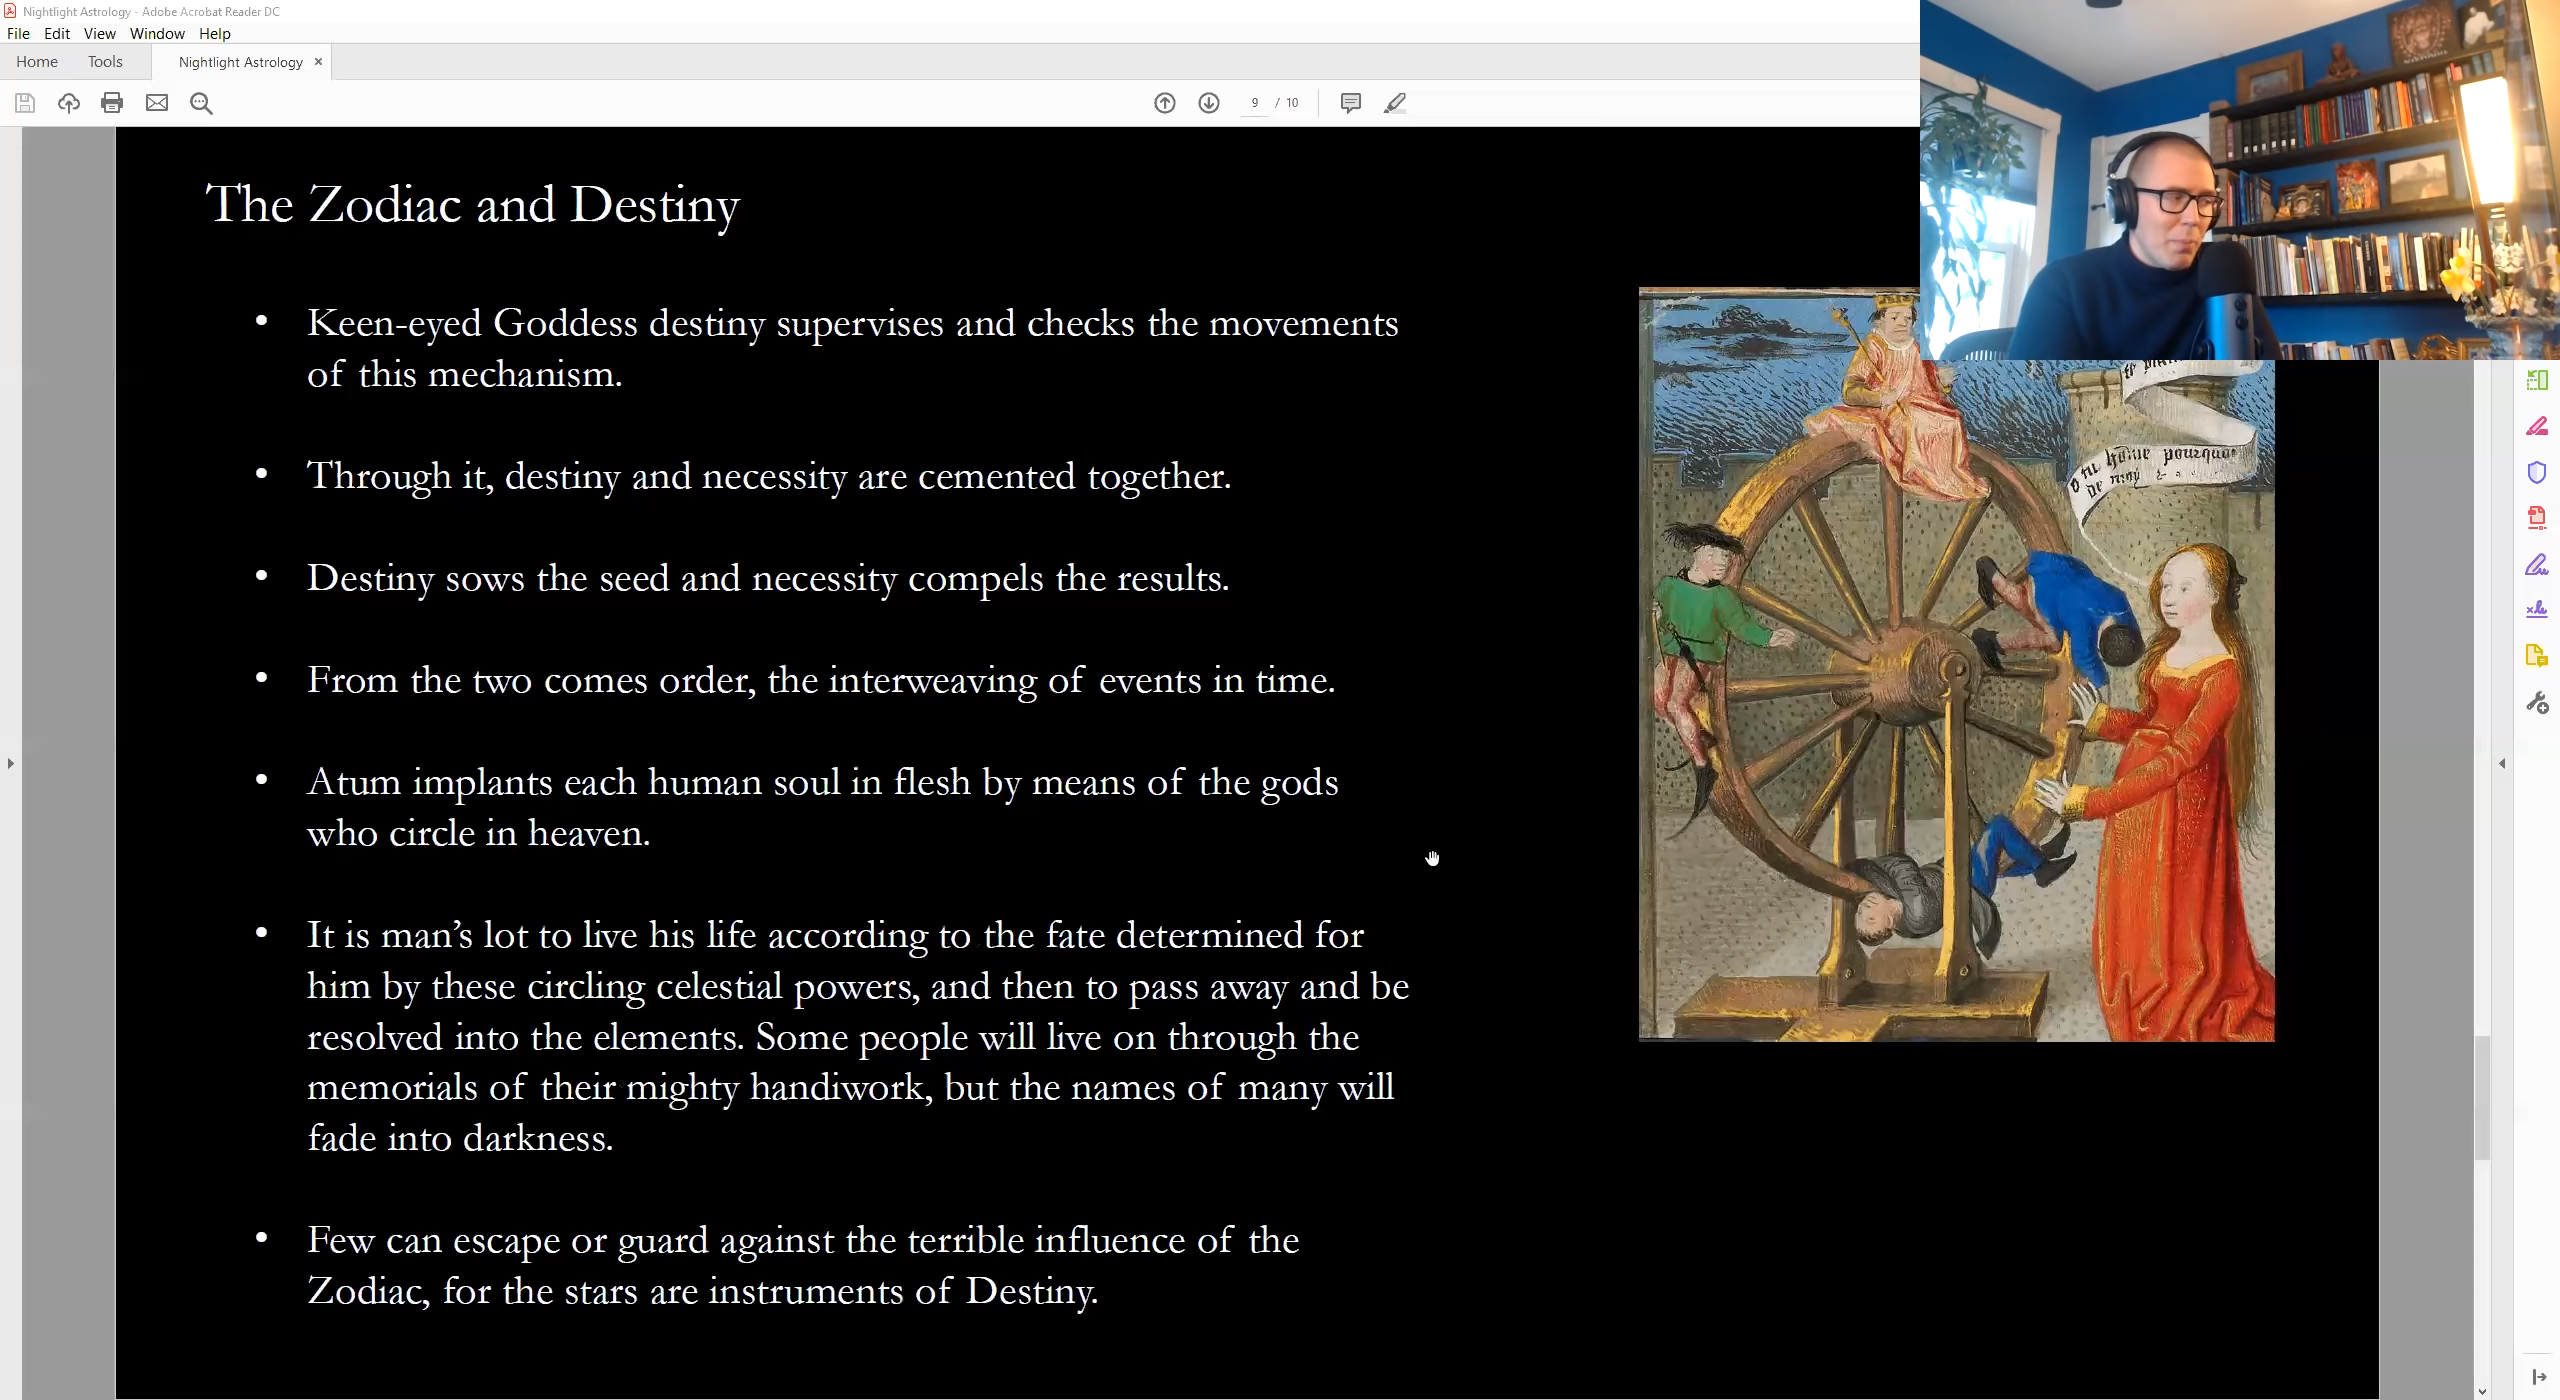 Nightlight Astrology - Adobe Acrobat Reader DC
File Edit View Window Help
Home Tools Nightlight Astrology ×
9 / 10
The Zodiac and Destiny
• Keen-eyed Goddess destiny supervises and checks the movements
of this mechanism.
• Through it, destiny and necessity are cemented together.
• Destiny sows the seed and necessity compels the results.
• From the two comes order, the interweaving of events in time.
• Atum implants each human soul in flesh by means of the gods
who circle in heaven.
• It is man’s lot to live his life according to the fate determined for
him by these circling celestial powers, and then to pass away and be
resolved into the elements. Some people will live on through the
memorials of their mighty handiwork, but the names of many will
fade into darkness.
• Few can escape or guard against the terrible influence of the
Zodiac, for the stars are instruments of Destiny.